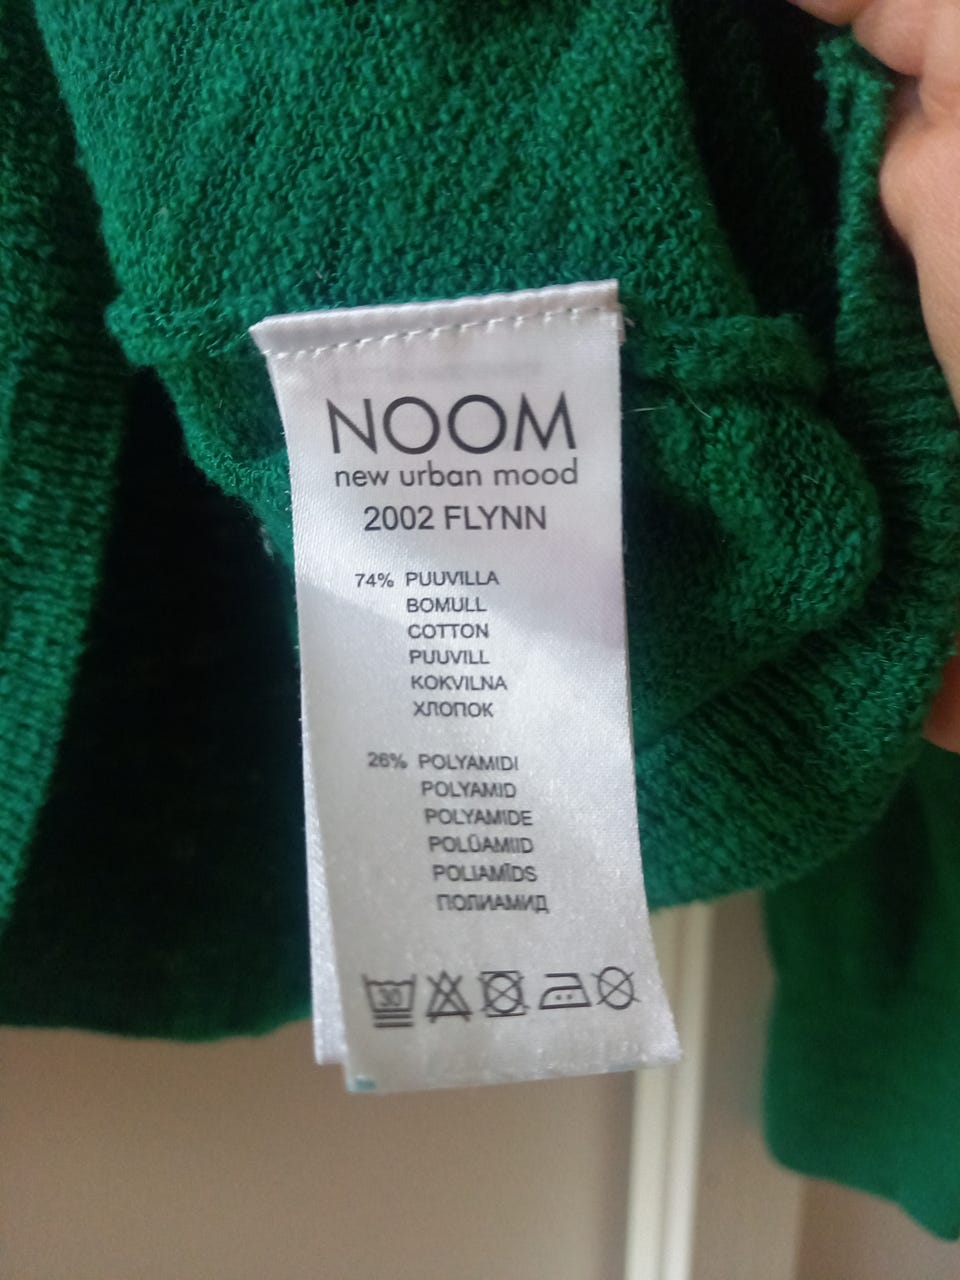 NOOM
new urban mood
2002 FLYNN
74% PUUVILLA
BOMULL
COTTON
PUUVILL
KOKVILNA
ХЛОПОК
26% POLYAMIDI
POLYAMID
POLYAMIDE
POLÜAMIID
POLIAMĪDS
ПОЛИАМИД
30